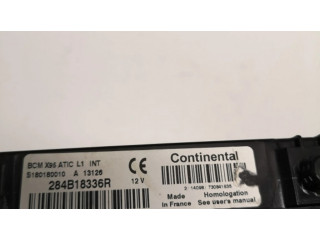 BCM X98 ATIC L1 INT
S180180010 A 13126
284B18336R
12 V
CE
Continental
Made
in France
Homologation
See user's manual